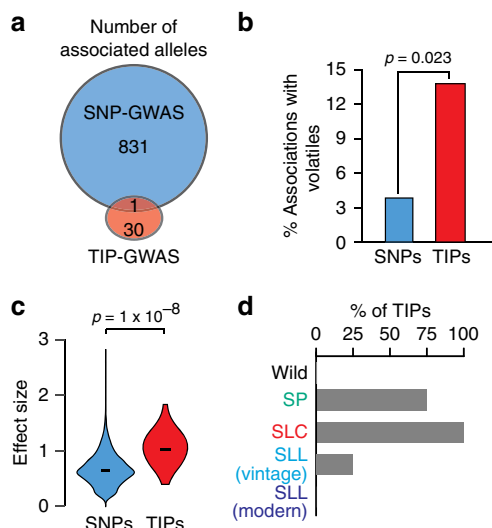 a
Number of
associated alleles
SNP-GWAS
831
1
30
TIP-GWAS
b
p = 0.023
% Associations with
volatiles
15
12
9
6
3
0
SNPs TIPs
c
p = 1 x 10⁻⁸
Effect size
3
2
1
0
SNPs TIPs
d
% of TIPs
0 25 50 75 100
Wild
SP
SLC
SLL
(vintage)
SLL
(modern)